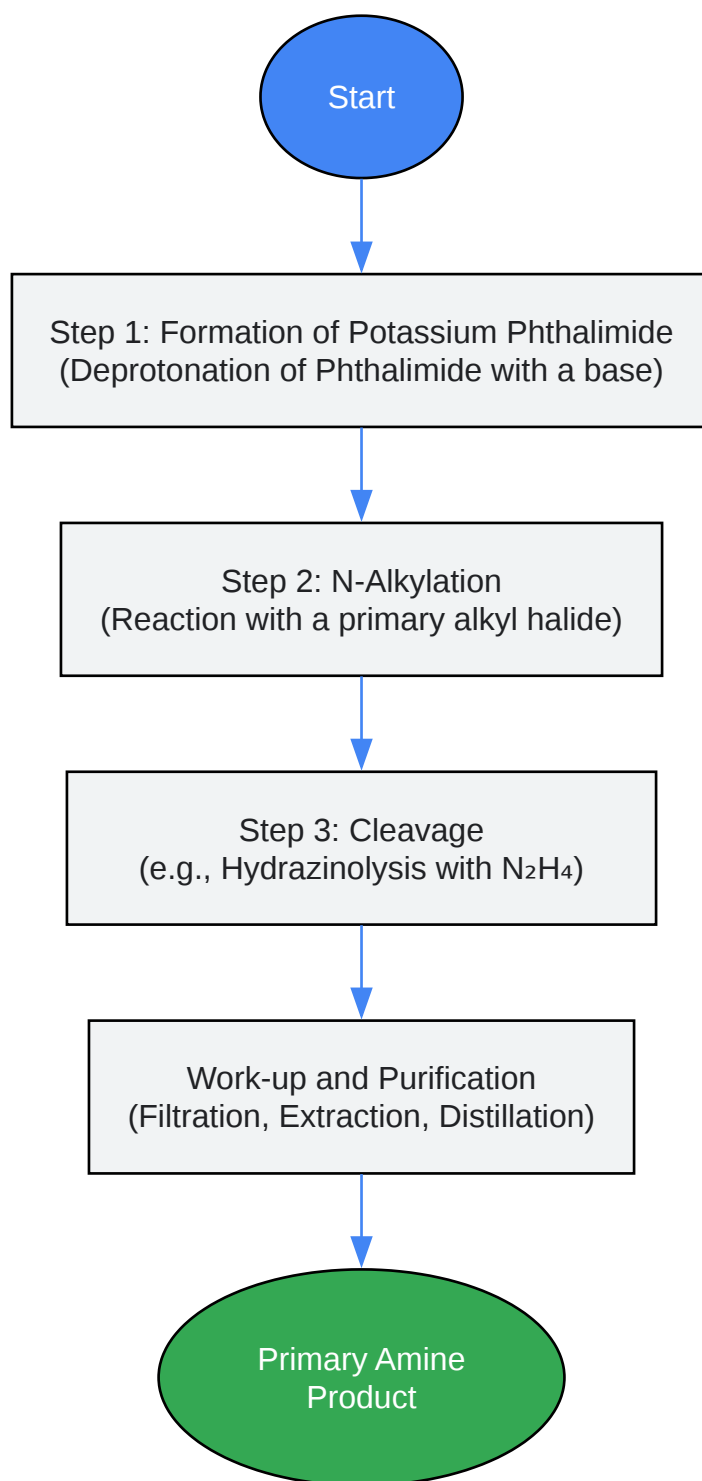 Start
Step 1: Formation of Potassium Phthalimide
(Deprotonation of Phthalimide with a base)
Step 2: N-Alkylation
(Reaction with a primary alkyl halide)
Step 3: Cleavage
(e.g., Hydrazinolysis with N₂H₄)
Work-up and Purification
(Filtration, Extraction, Distillation)
Primary Amine
Product